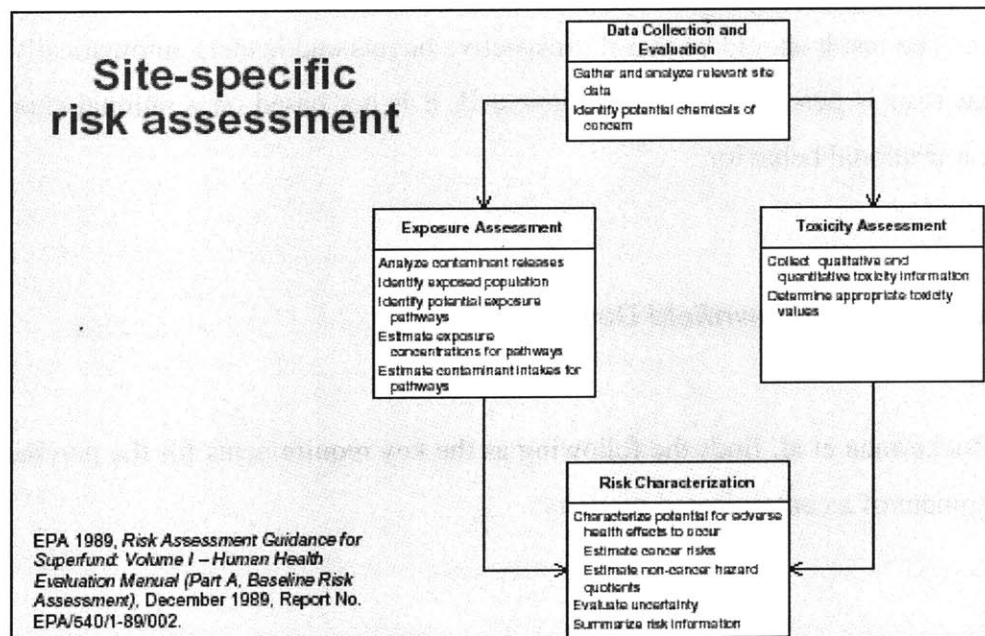 Site-specific
risk assessment
Data Collection and
Evaluation
Gather and analyze relevant site
data
Identify potential chemicals of
concern
Exposure Assessment
Analyze contaminant releases
Identify exposed population
Identify potential exposure
pathways
Estimate exposure
concentrations for pathways
Estimate contaminant intakes for
pathways
Toxicity Assessment
Collect qualitative and
quantitative toxicity information
Determine appropriate toxicity
values
Risk Characterization
Characterize potential for adverse
health effects to occur
Estimate cancer risks
Estimate non-cancer hazard
quotients
Evaluate uncertainty
Summarize risk information
EPA 1989, Risk Assessment Guidance for
Superfund: Volume I – Human Health
Evaluation Manual (Part A, Baseline Risk
Assessment), December 1989, Report No.
EPA/540/1-89/002.